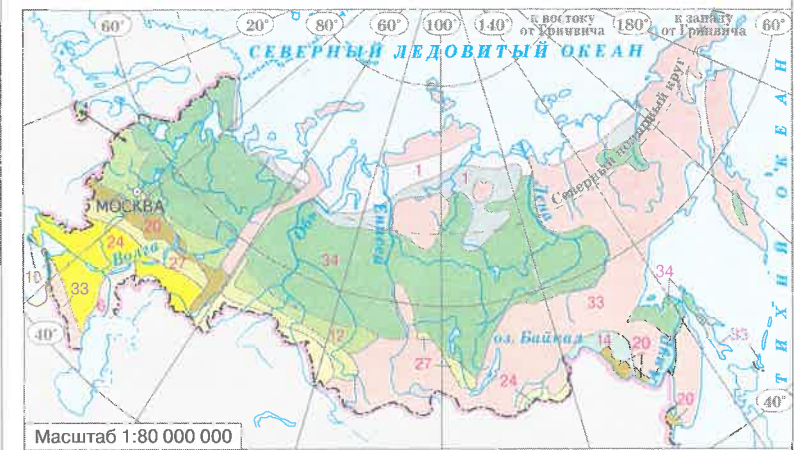 60°
20°
80°
60°
100°
140°
к востоку
от Гринвича
180°
к западу
от Гринвича
60°
СЕВЕРНЫЙ ЛЕДОВИТЫЙ ОКЕАН
Северный полярный круг
ТИХИЙ ОКЕАН
1
1
МОСКВА
Лена
Обь
Енисей
20
24
Волга
27
34
34
10
33
6
33
33
40°
12
оз. Байкал
14
20
Амур
27
24
20
40°
Масштаб 1:80 000 000